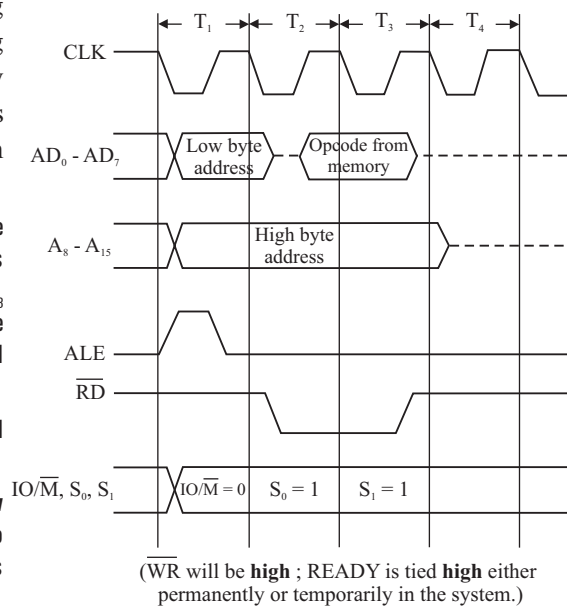 T₁ T₂ T₃ T₄
CLK
AD₀ - AD₇
Low byte
address
Opcode from
memory
A₈ - A₁₅
High byte
address
ALE
R̅D̅
IO/M̅, S₀, S₁
IO/M̅ = 0 S₀ = 1 S₁ = 1
(W̅R̅ will be high ; READY is tied high either
permanently or temporarily in the system.)